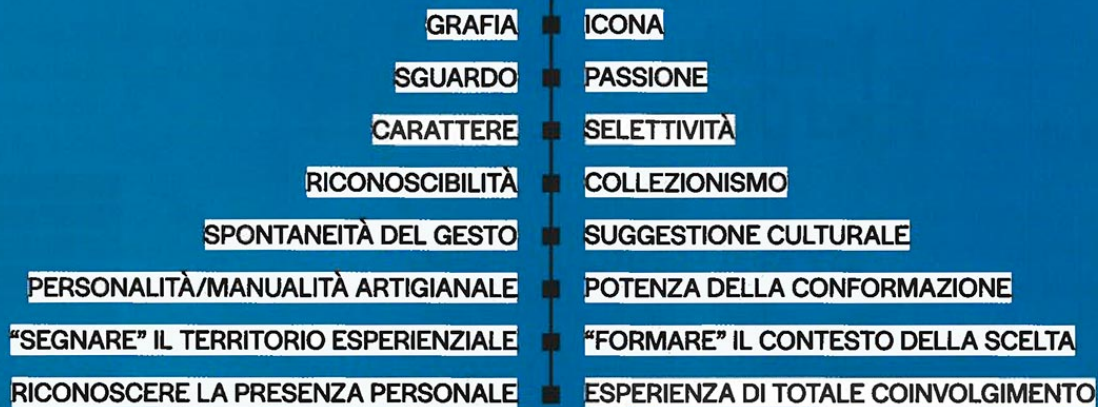 GRAFIA ICONA
SGUARDO PASSIONE
CARATTERE SELETTIVITÀ
RICONOSCIBILITÀ COLLEZIONISMO
SPONTANEITÀ DEL GESTO SUGGESTIONE CULTURALE
PERSONALITÀ/MANUALITÀ ARTIGIANALE POTENZA DELLA CONFORMAZIONE
“SEGNARE” IL TERRITORIO ESPERIENZIALE “FORMARE” IL CONTESTO DELLA SCELTA
RICONOSCERE LA PRESENZA PERSONALE ESPERIENZA DI TOTALE COINVOLGIMENTO